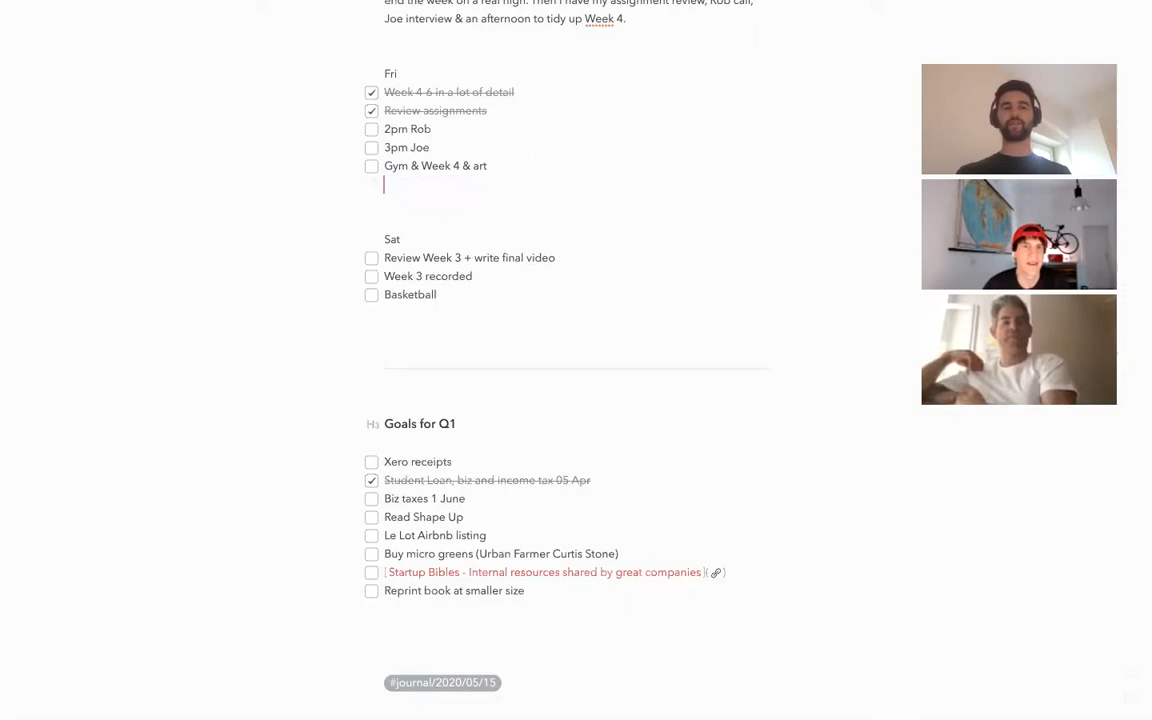 end the week on a real high. Then I have my assignment review, Rob call,
Joe interview & an afternoon to tidy up Week 4.
Fri
Week 4-6 in a lot of detail
Review assignments
2pm Rob
3pm Joe
Gym & Week 4 & art
Sat
Review Week 3 + write final video
Week 3 recorded
Basketball
H3 Goals for Q1
Xero receipts
Student Loan, biz and income tax 05 Apr
Biz taxes 1 June
Read Shape Up
Le Lot Airbnb listing
Buy micro greens (Urban Farmer Curtis Stone)
[Startup Bibles - Internal resources shared by great companies]()
Reprint book at smaller size
#journal/2020/05/15